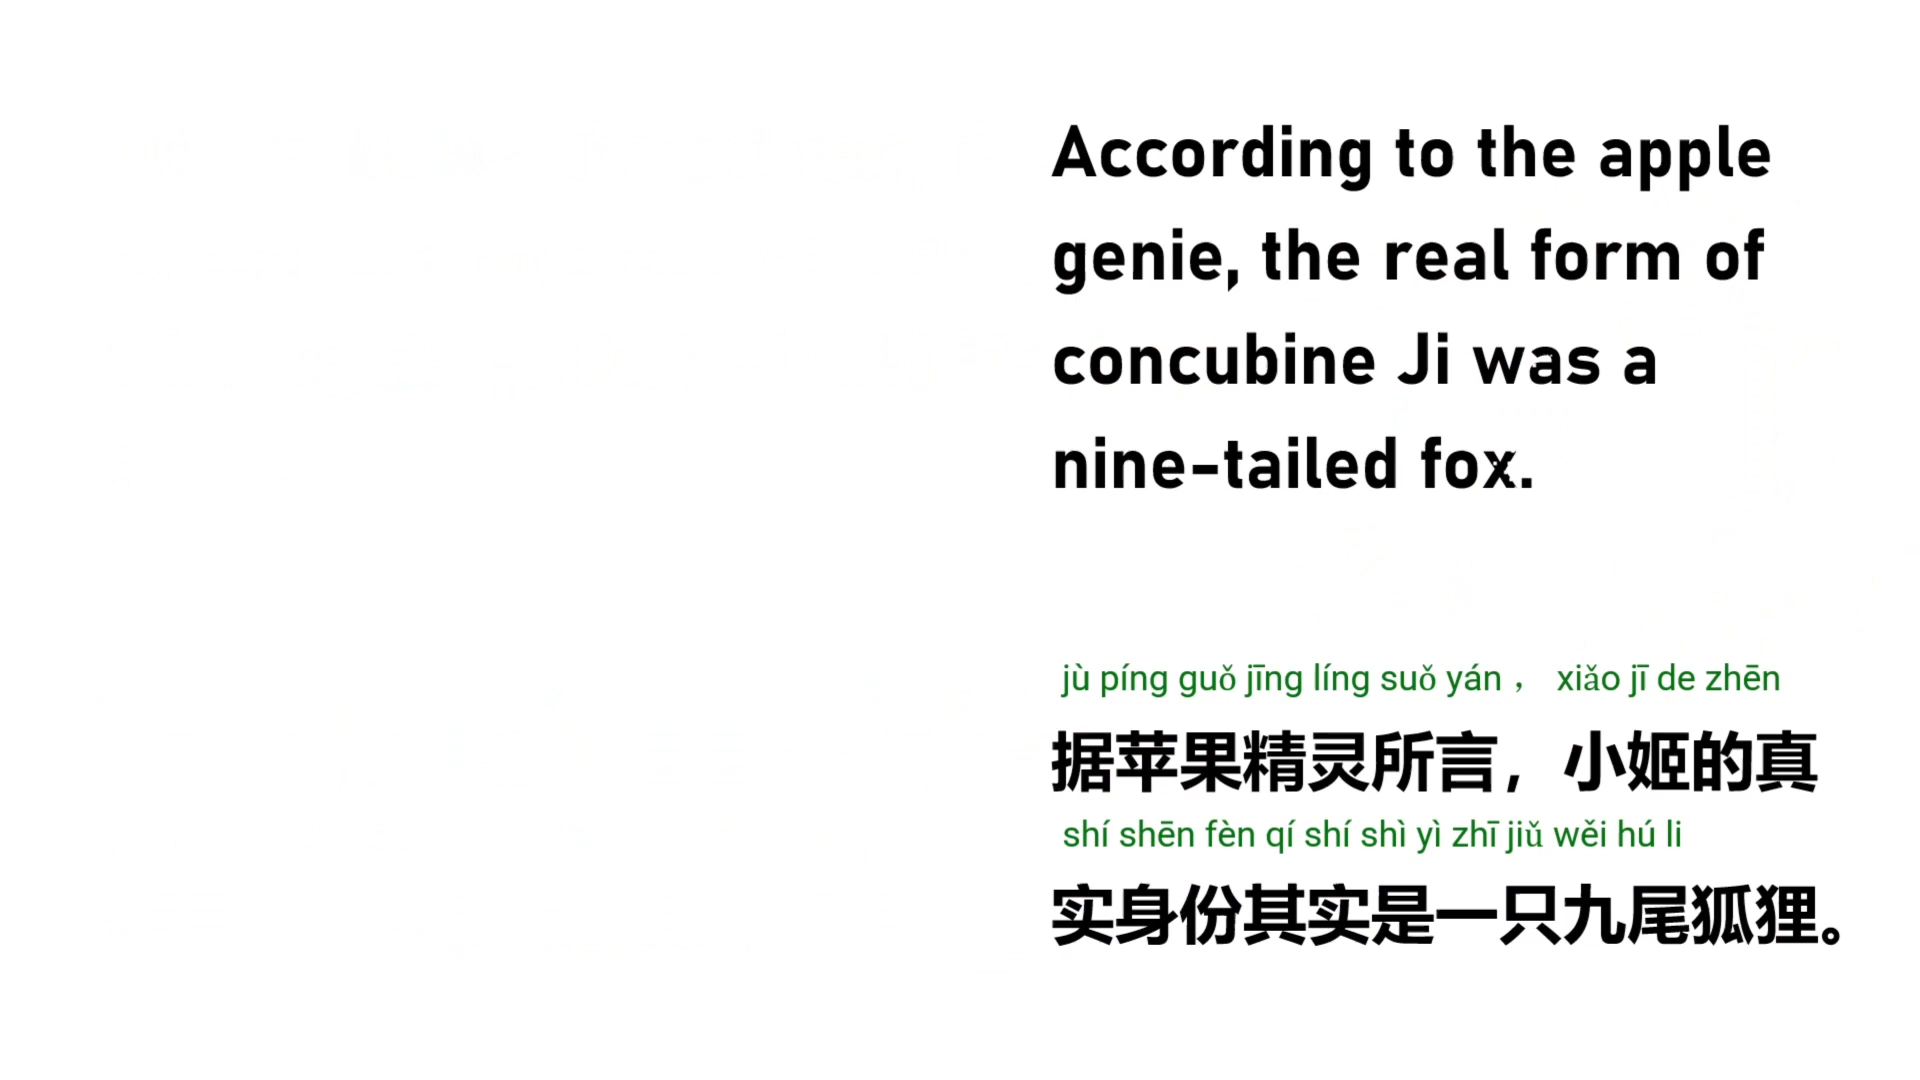 According to the apple
genie, the real form of
concubine Ji was a
nine-tailed fox.
jù píng guǒ jīng líng suǒ yán， xiǎo jī de zhēn
据苹果精灵所言，小姬的真
shí shēn fèn qí shí shì yì zhī jiǔ wěi hú li
实身份其实是一只九尾狐狸。